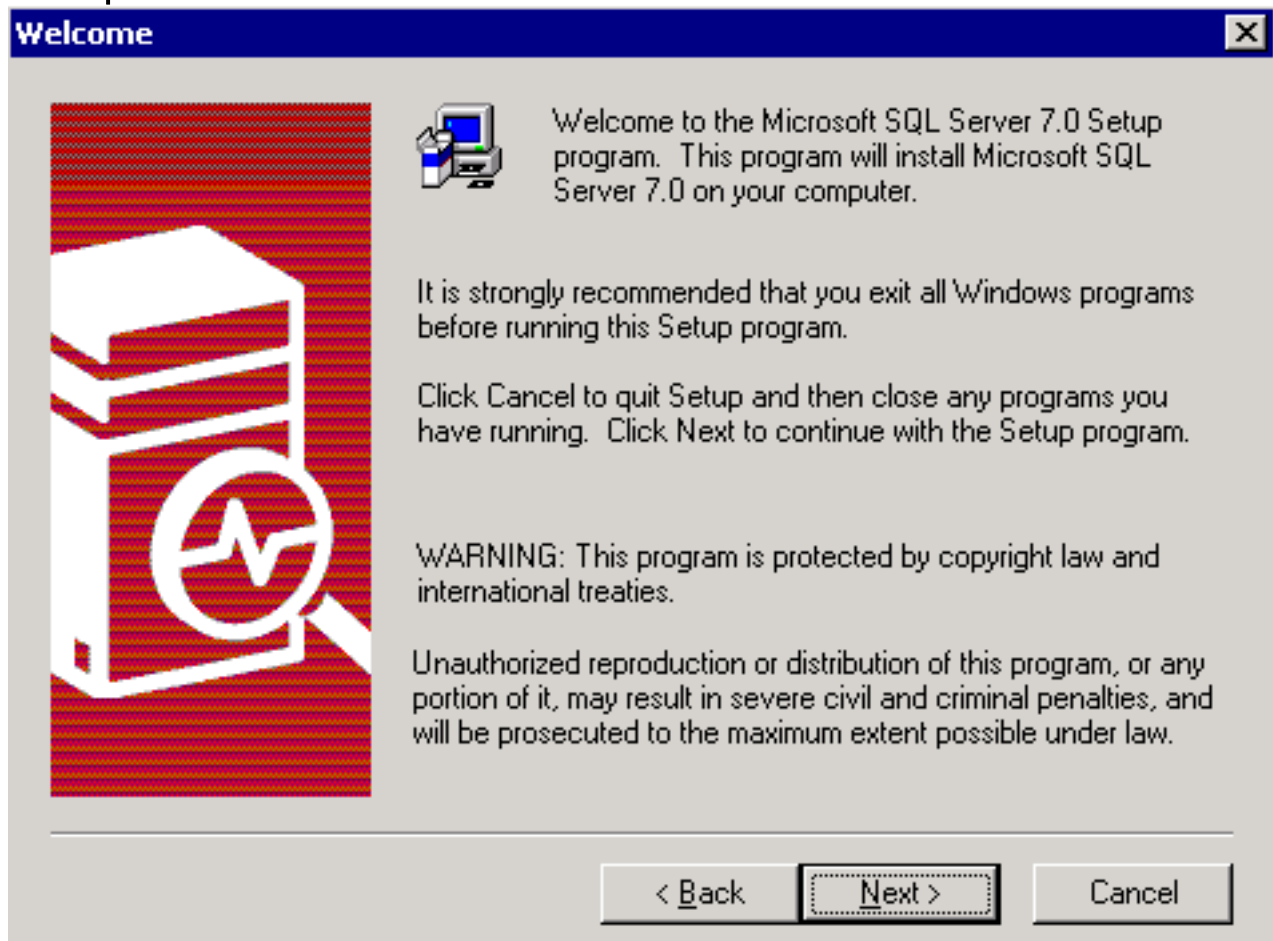 Welcome
Welcome to the Microsoft SQL Server 7.0 Setup
program.  This program will install Microsoft SQL
Server 7.0 on your computer.
It is strongly recommended that you exit all Windows programs
before running this Setup program.
Click Cancel to quit Setup and then close any programs you
have running.  Click Next to continue with the Setup program.
WARNING: This program is protected by copyright law and
international treaties.
Unauthorized reproduction or distribution of this program, or any
portion of it, may result in severe civil and criminal penalties, and
will be prosecuted to the maximum extent possible under law.
< Back
Next >
Cancel